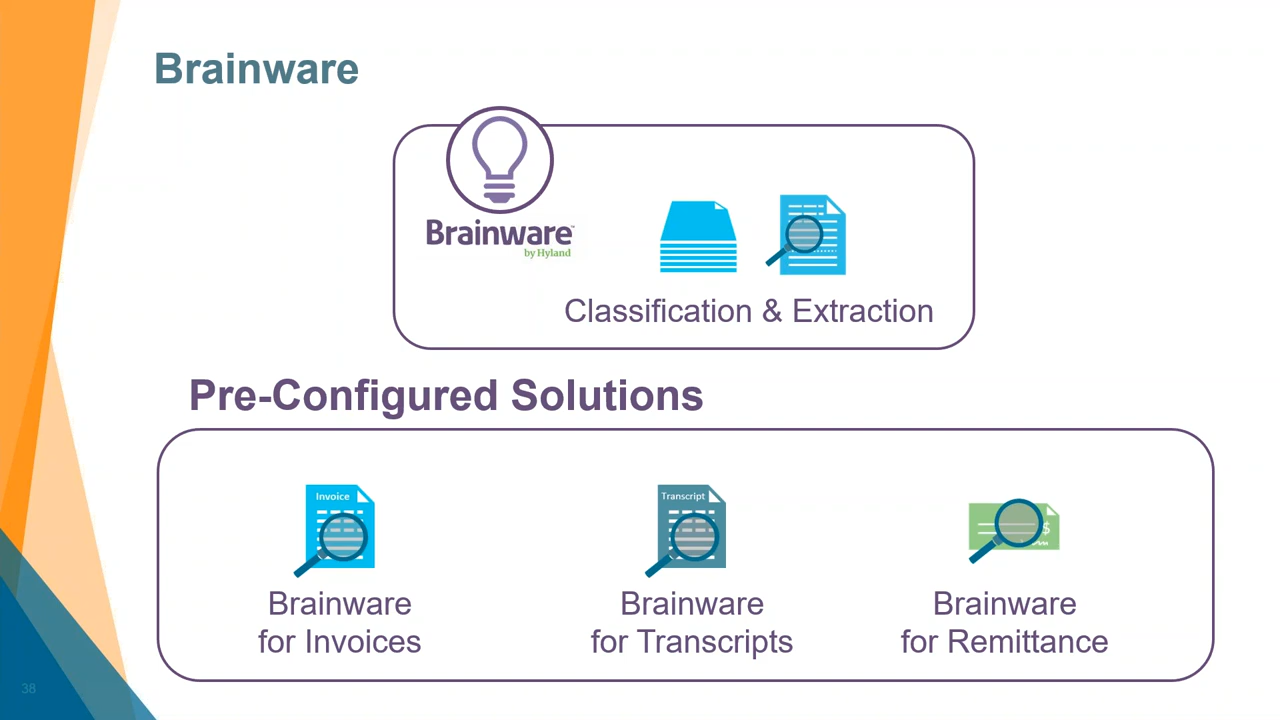 Brainware
Brainware™
by Hyland
Classification & Extraction
Pre-Configured Solutions
Invoice
Transcript
$
Brainware
for Invoices
Brainware
for Transcripts
Brainware
for Remittance
38